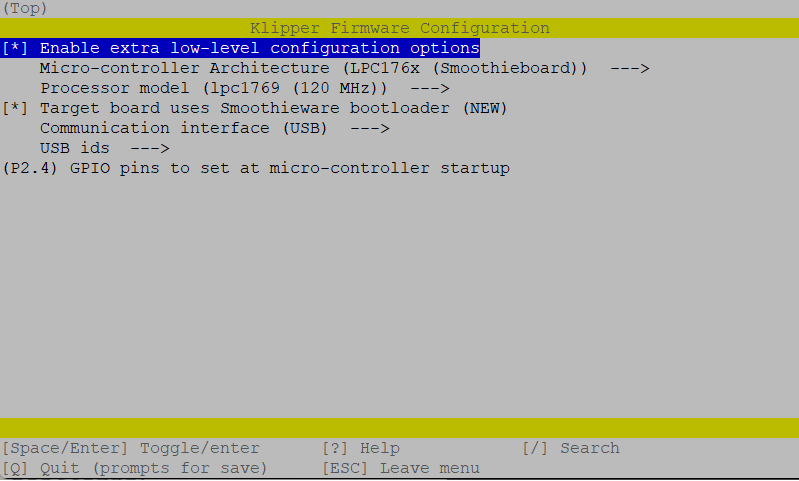 (Top)
Klipper Firmware Configuration
[*] Enable extra low-level configuration options
Micro-controller Architecture (LPC176x (Smoothieboard)) --->
Processor model (lpc1769 (120 MHz)) --->
[*] Target board uses Smoothieware bootloader (NEW)
Communication interface (USB) --->
USB ids --->
(P2.4) GPIO pins to set at micro-controller startup
[Space/Enter] Toggle/enter [?] Help [/] Search
[Q] Quit (prompts for save) [ESC] Leave menu